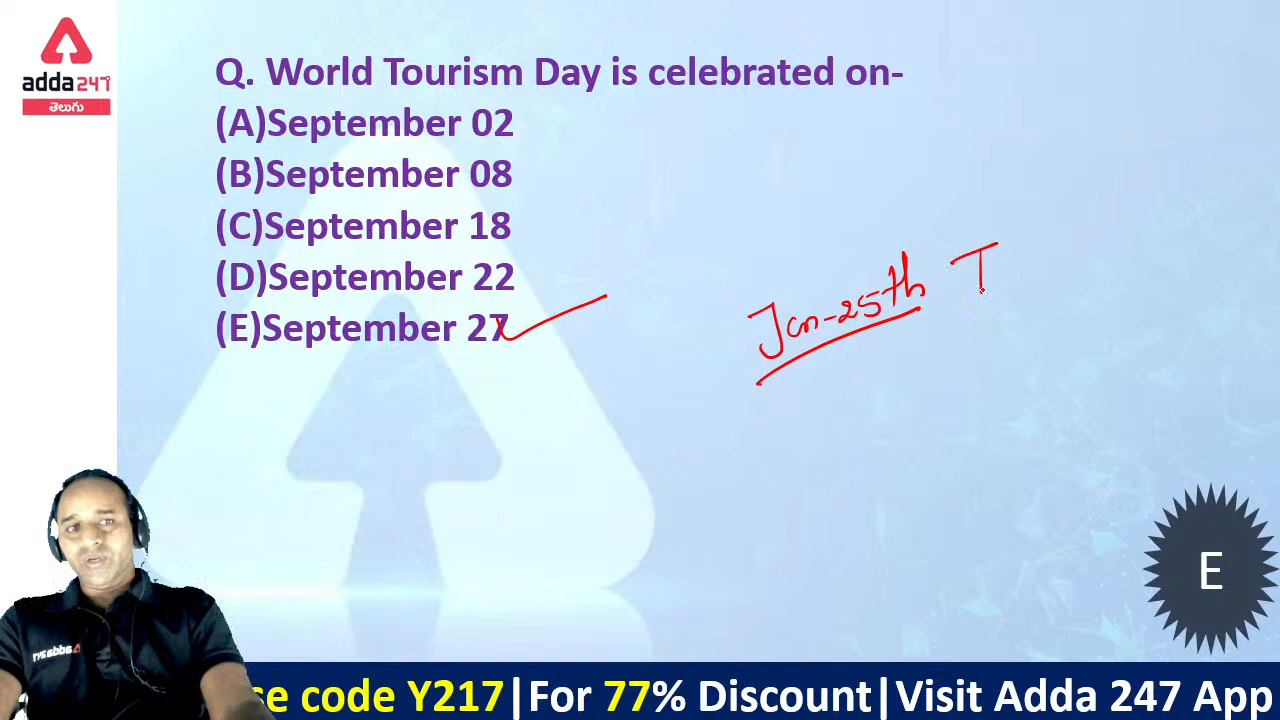 adda247
తెలుగు
Q. World Tourism Day is celebrated on-
(A)September 02
(B)September 08
(C)September 18
(D)September 22
(E)September 27
Jan-25th T
E
se code Y217|For 77% Discount|Visit Adda 247 App